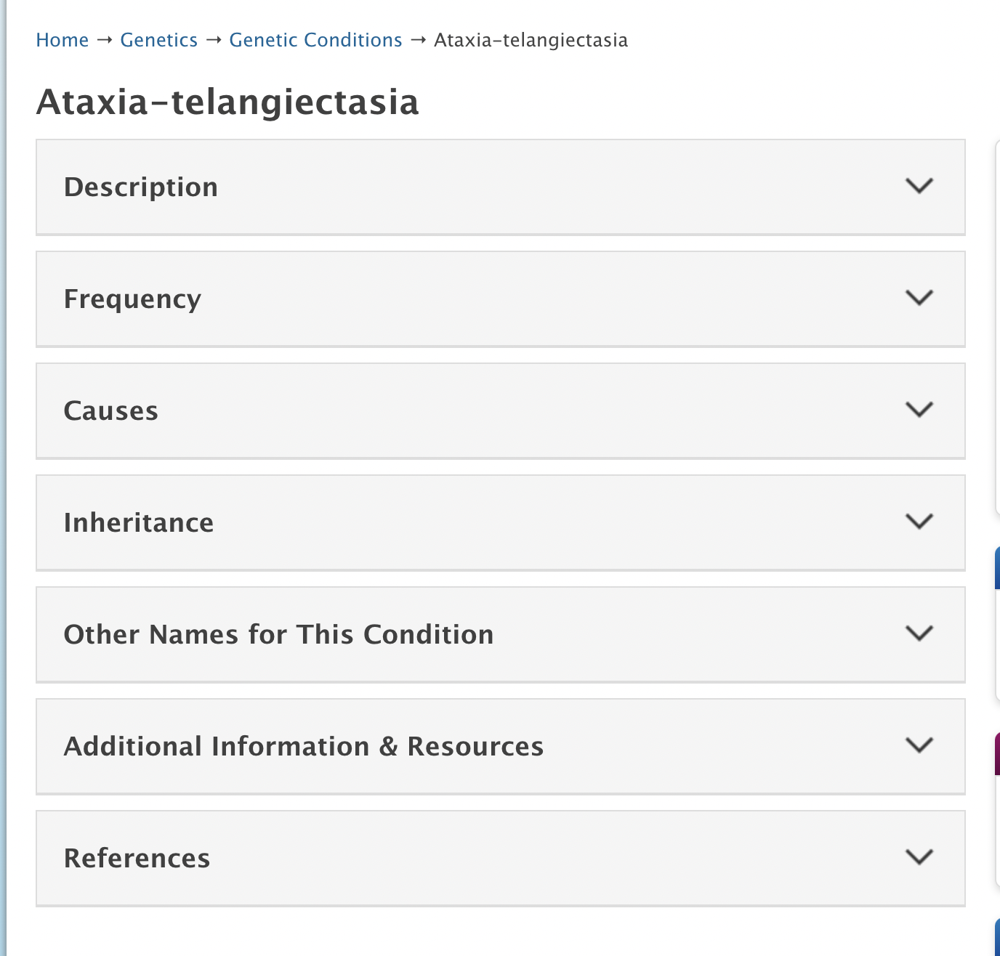 Home → Genetics → Genetic Conditions → Ataxia-telangiectasia
Ataxia-telangiectasia
Description
Frequency
Causes
Inheritance
Other Names for This Condition
Additional Information & Resources
References